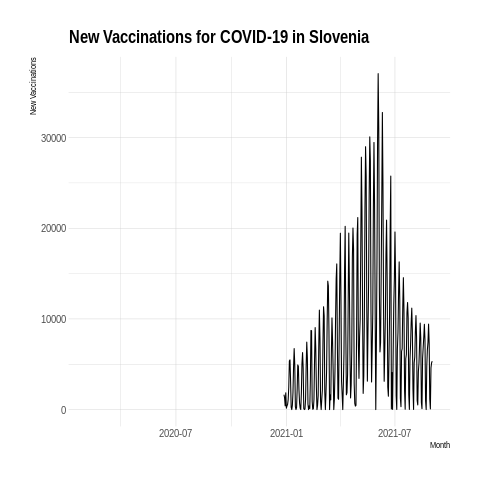 New Vaccinations for COVID-19 in Slovenia
New Vaccinations
30000
20000
10000
0
2020-07 2021-01 2021-07
Month